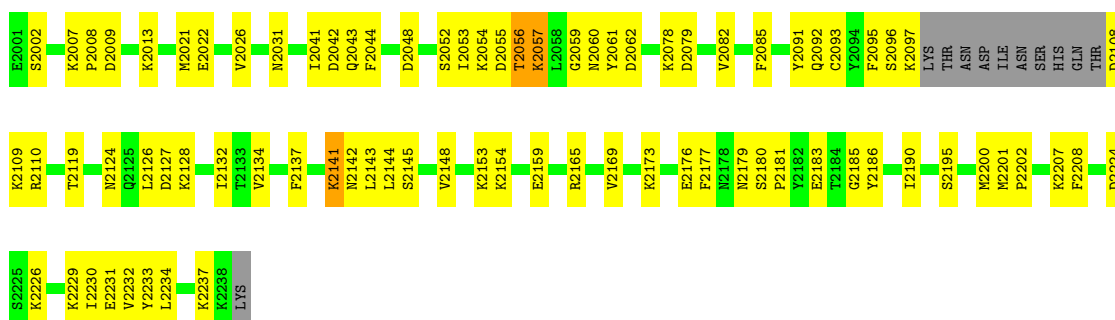 E2001 S2002 K2007 P2008 D2009 K2013 M2021 E2022 V2026 N2031 I2041 D2042 Q2043 F2044 D2048 S2052 I2053 K2054 D2055 T2056 K2057 L2058 G2059 N2060 Y2061 D2062 K2078 D2079 V2082 F2085 Y2091 Q2092 C2093 Y2094 F2095 S2096 K2097 LYS THR ASN ASP ILE ASN SER HIS GLN THR
K2109 R2110 T2119 N2124 Q2125 L2126 D2127 K2128 I2132 T2133 V2134 F2137 K2141 N2142 L2143 L2144 S2145 V2148 K2153 K2154 E2159 R2165 V2169 K2173 E2176 F2177 N2178 N2179 S2180 P2181 Y2182 E2183 T2184 G2185 Y2186 I2190 S2195 M2200 M2201 P2202 K2207 F2208
S2225 K2226 K2229 I2230 E2231 V2232 Y2233 L2234 K2237 K2238 LYS